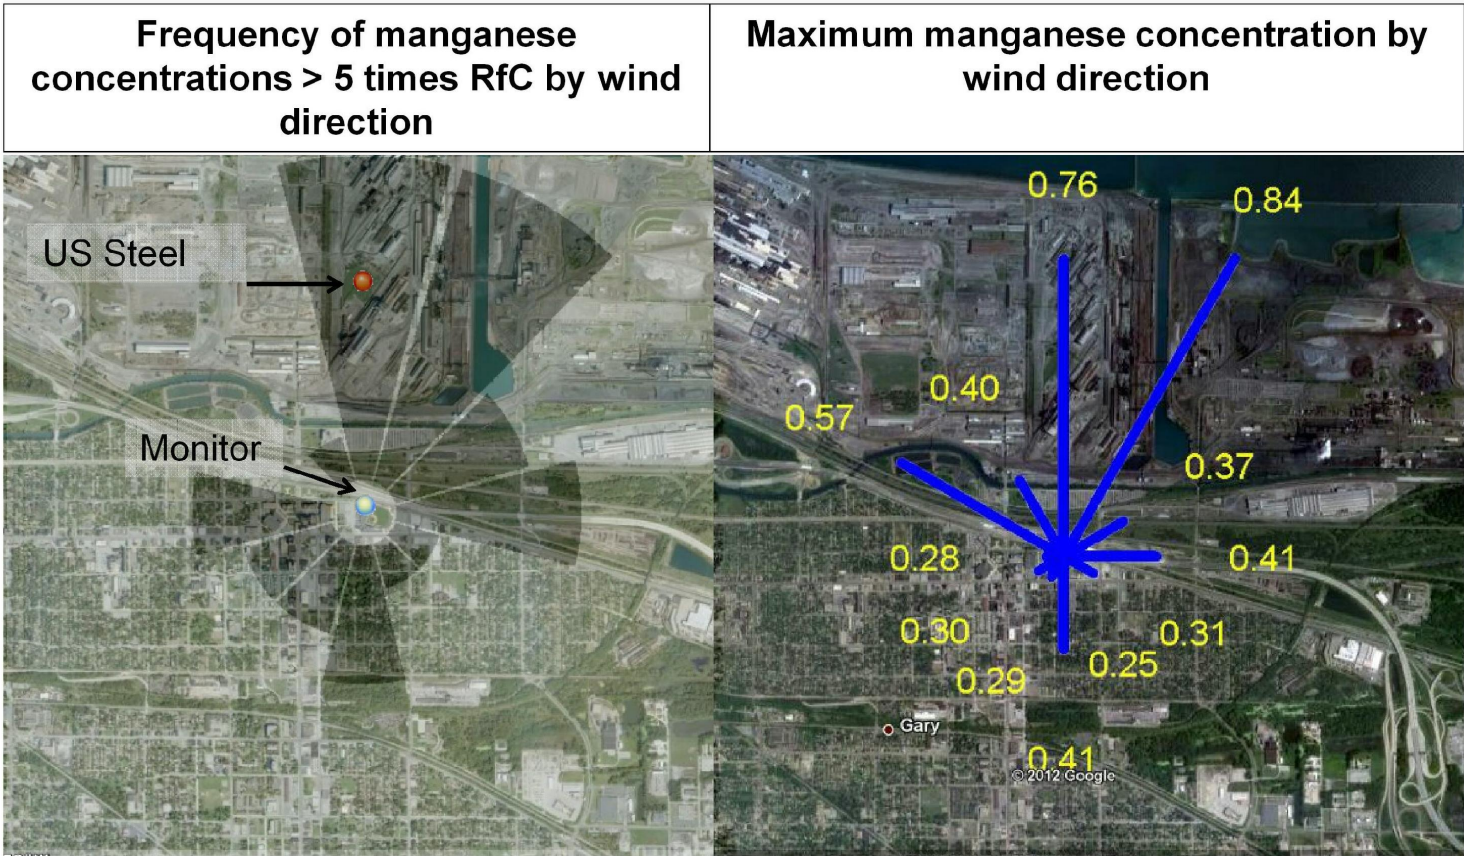 Frequency of manganese
concentrations > 5 times RfC by wind
direction
Maximum manganese concentration by
wind direction
US Steel
Monitor
0.76
0.84
0.40
0.57
0.37
0.28
0.41
0.30
0.31
0.25
0.29
Gary
0.41
© 2012 Google